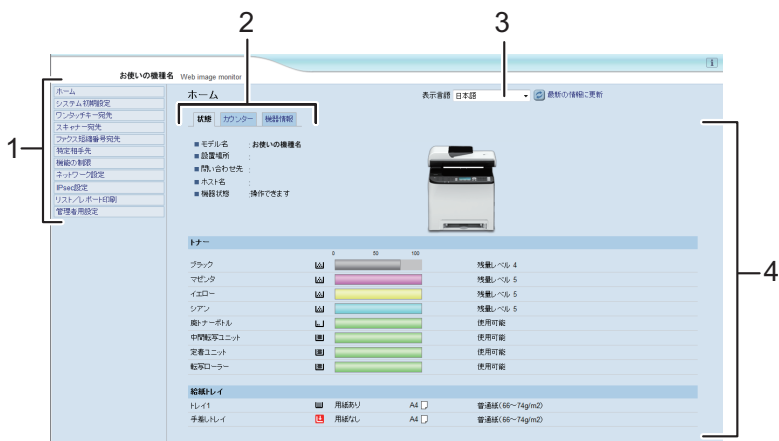 2
3
お使いの機種名 Web image monitor
1
ホーム
システム初期設定
ワンタッチキー宛先
スキャナー宛先
ファクス短縮番号宛先
特定相手先
機能の制限
ネットワーク設定
IPsec設定
リスト/レポート印刷
管理者用設定
ホーム
表示言語 日本語 最新の情報に更新
状態 カウンター 機器情報
モデル名 :お使いの機種名
設置場所 :
問い合わせ先 :
ホスト名 :
機器状態 :操作できます
4
トナー
0 50 100
ブラック 残量レベル 4
マゼンタ 残量レベル 5
イエロー 残量レベル 5
シアン 残量レベル 5
廃トナーボトル 使用可能
中間転写ユニット 使用可能
定着ユニット 使用可能
転写ローラー 使用可能
給紙トレイ
トレイ1 用紙あり A4 普通紙(66~74g/m2)
手差しトレイ 用紙なし A4 普通紙(66~74g/m2)